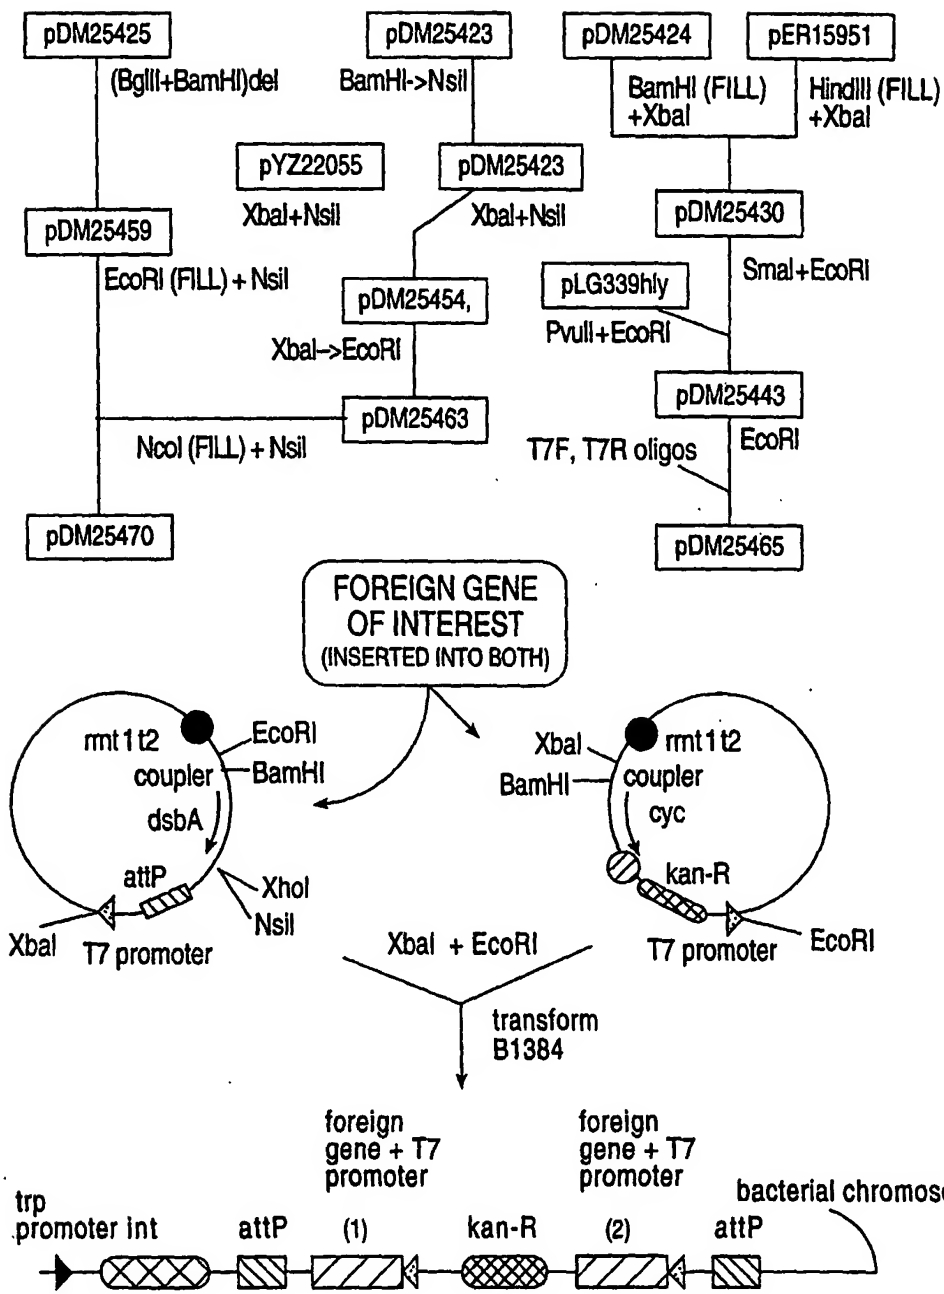 pDM25425
pDM25423
pDM25424
pER15951
(BglII+BamHI)del
BamHI->NsiI
BamHI (FILL)
+XbaI
HindIII (FILL)
+XbaI
pYZ22055
pDM25423
XbaI+NsiI
XbaI+NsiI
pDM25459
pDM25430
EcoRI (FILL) + NsiI
pDM25454,
pLG339hly
SmaI+EcoRI
XbaI->EcoRI
PvuII+EcoRI
pDM25463
pDM25443
NcoI (FILL) + NsiI
T7F, T7R oligos
EcoRI
pDM25470
pDM25465
FOREIGN GENE
OF INTEREST
(INSERTED INTO BOTH)
rrnt1t2
EcoRI
coupler
BamHI
dsbA
attP
XhoI
NsiI
XbaI
T7 promoter
XbaI
rrnt1t2
BamHI
coupler
cyc
kan-R
T7 promoter
EcoRI
XbaI + EcoRI
transform
B1384
foreign
gene + T7
promoter
foreign
gene + T7
promoter
trp
promoter int
attP
(1)
kan-R
(2)
attP
bacterial chromoso